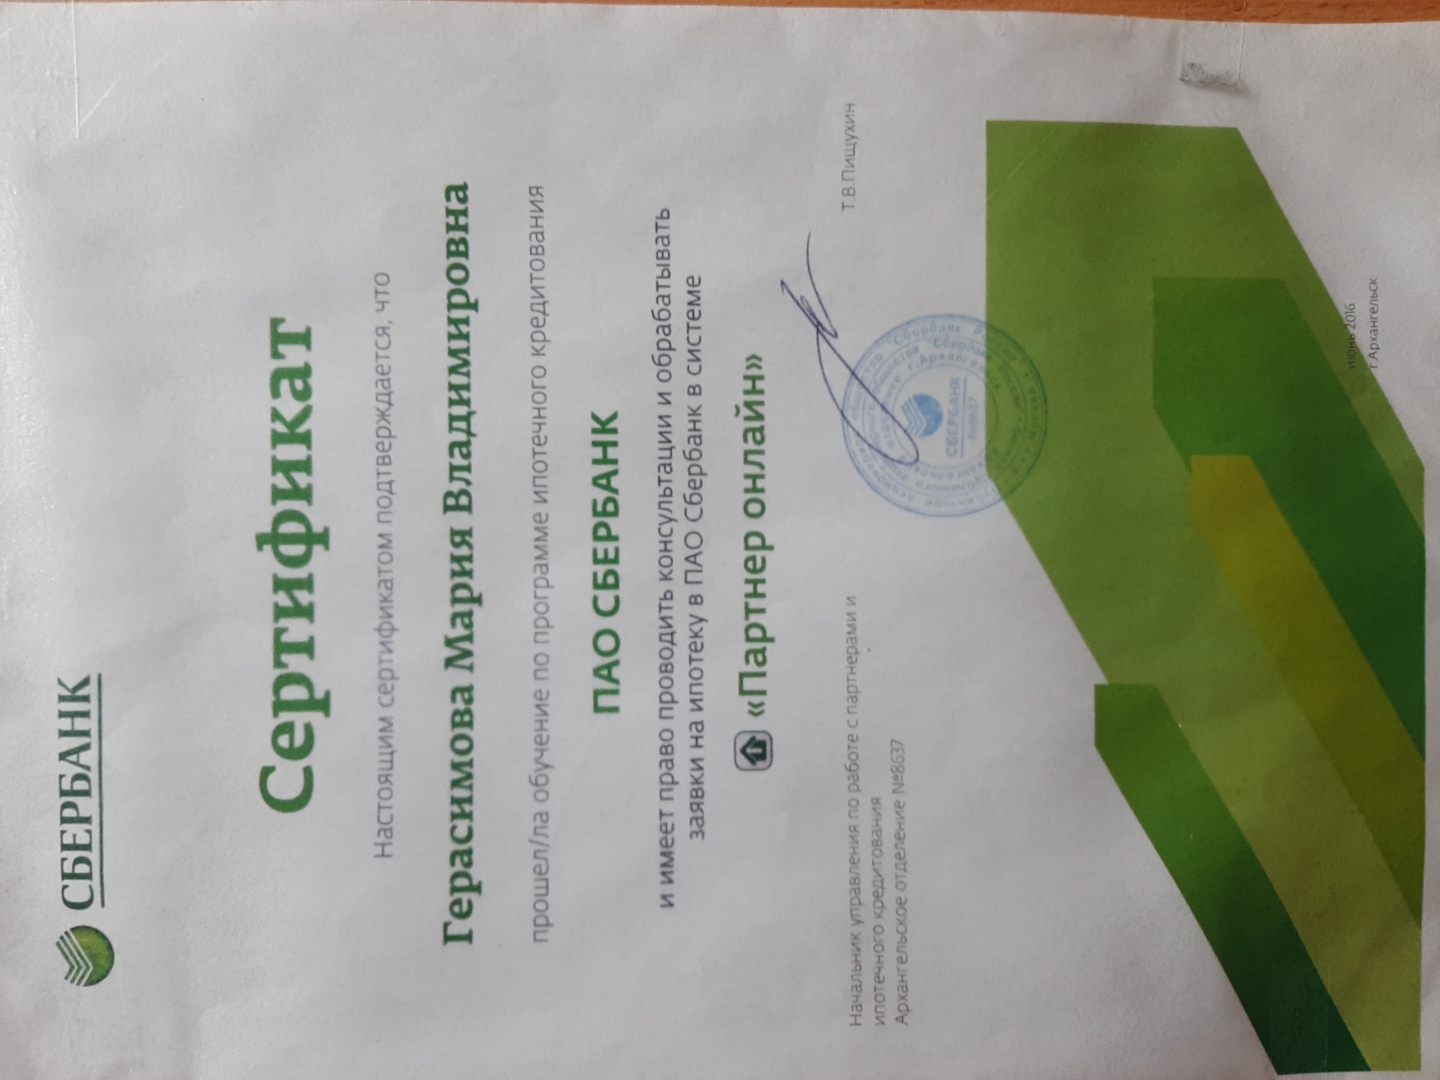 СБЕРБАНК
Сертификат
Настоящим сертификатом подтверждается, что
Герасимова Мария Владимировна
прошел/ла обучение по программе ипотечного кредитования
ПАО СБЕРБАНК
и имеет право проводить консультации и обрабатывать
заявки на ипотеку в ПАО Сбербанк в системе
«Партнер онлайн»
Начальник управления по работе с партнерами и
ипотечного кредитования
Архангельское отделение №8637
Т.В.Пищухин
СБЕРБАНК
июнь 2016
г.Архангельск